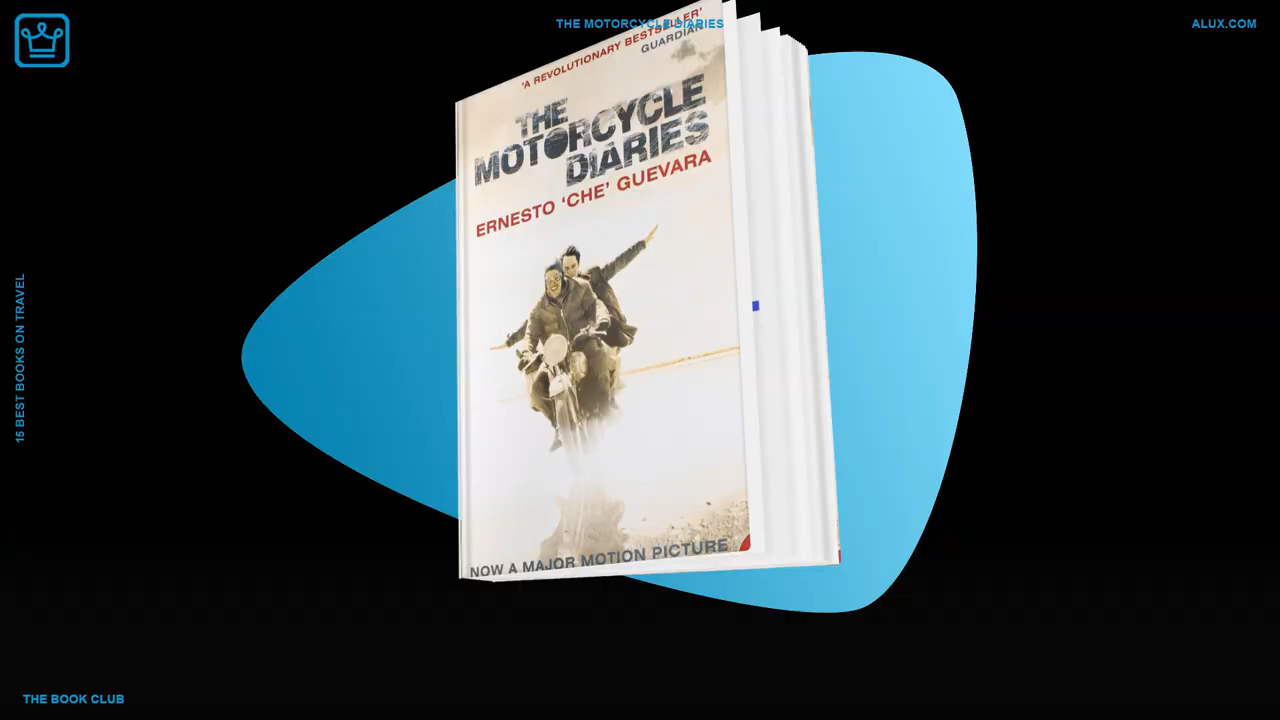 THE MOTORCYCLE DIARIES
ALUX.COM
'A REVOLUTIONARY BESTSELLER'
GUARDIAN
THE
MOTORCYCLE
DIARIES
ERNESTO 'CHE' GUEVARA
NOW A MAJOR MOTION PICTURE
15 BEST BOOKS ON TRAVEL
THE BOOK CLUB